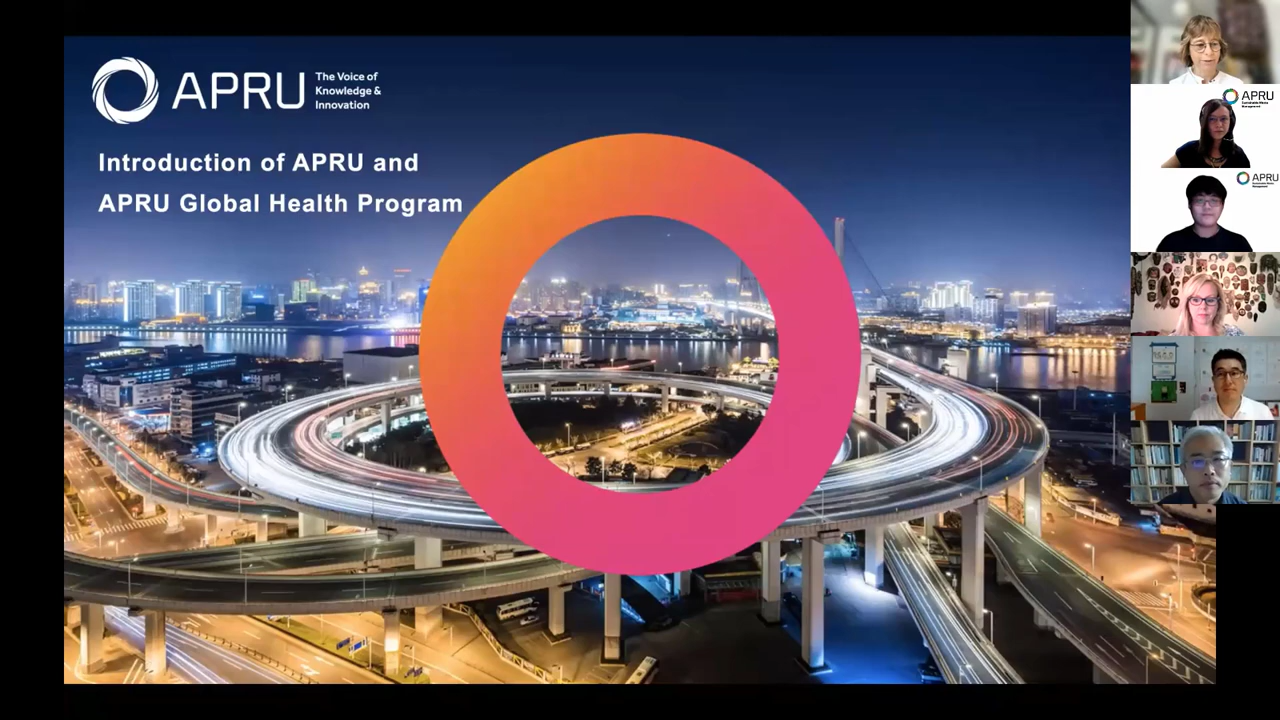 APRU
The Voice of
Knowledge &
Innovation
Introduction of APRU and
APRU Global Health Program
APRU
APRU